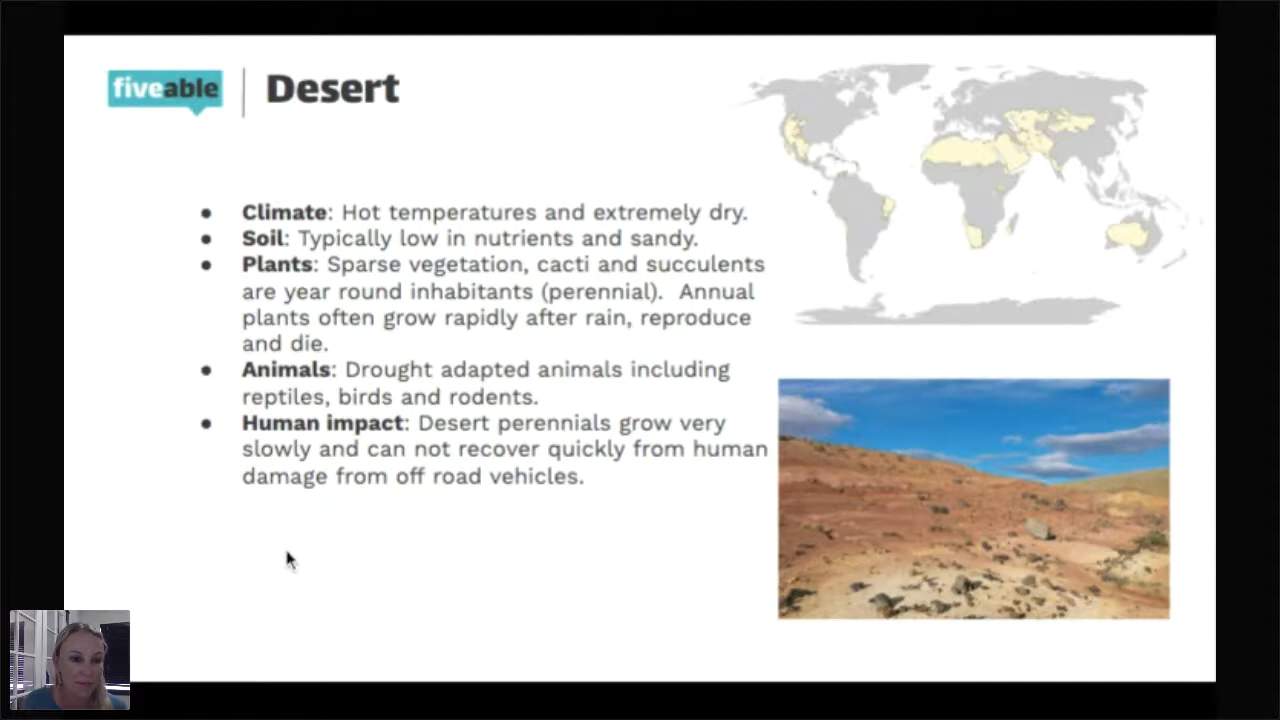 fiveable
Desert
● Climate: Hot temperatures and extremely dry.
● Soil: Typically low in nutrients and sandy.
● Plants: Sparse vegetation, cacti and succulents
are year round inhabitants (perennial).  Annual
plants often grow rapidly after rain, reproduce
and die.
● Animals: Drought adapted animals including
reptiles, birds and rodents.
● Human impact: Desert perennials grow very
slowly and can not recover quickly from human
damage from off road vehicles.